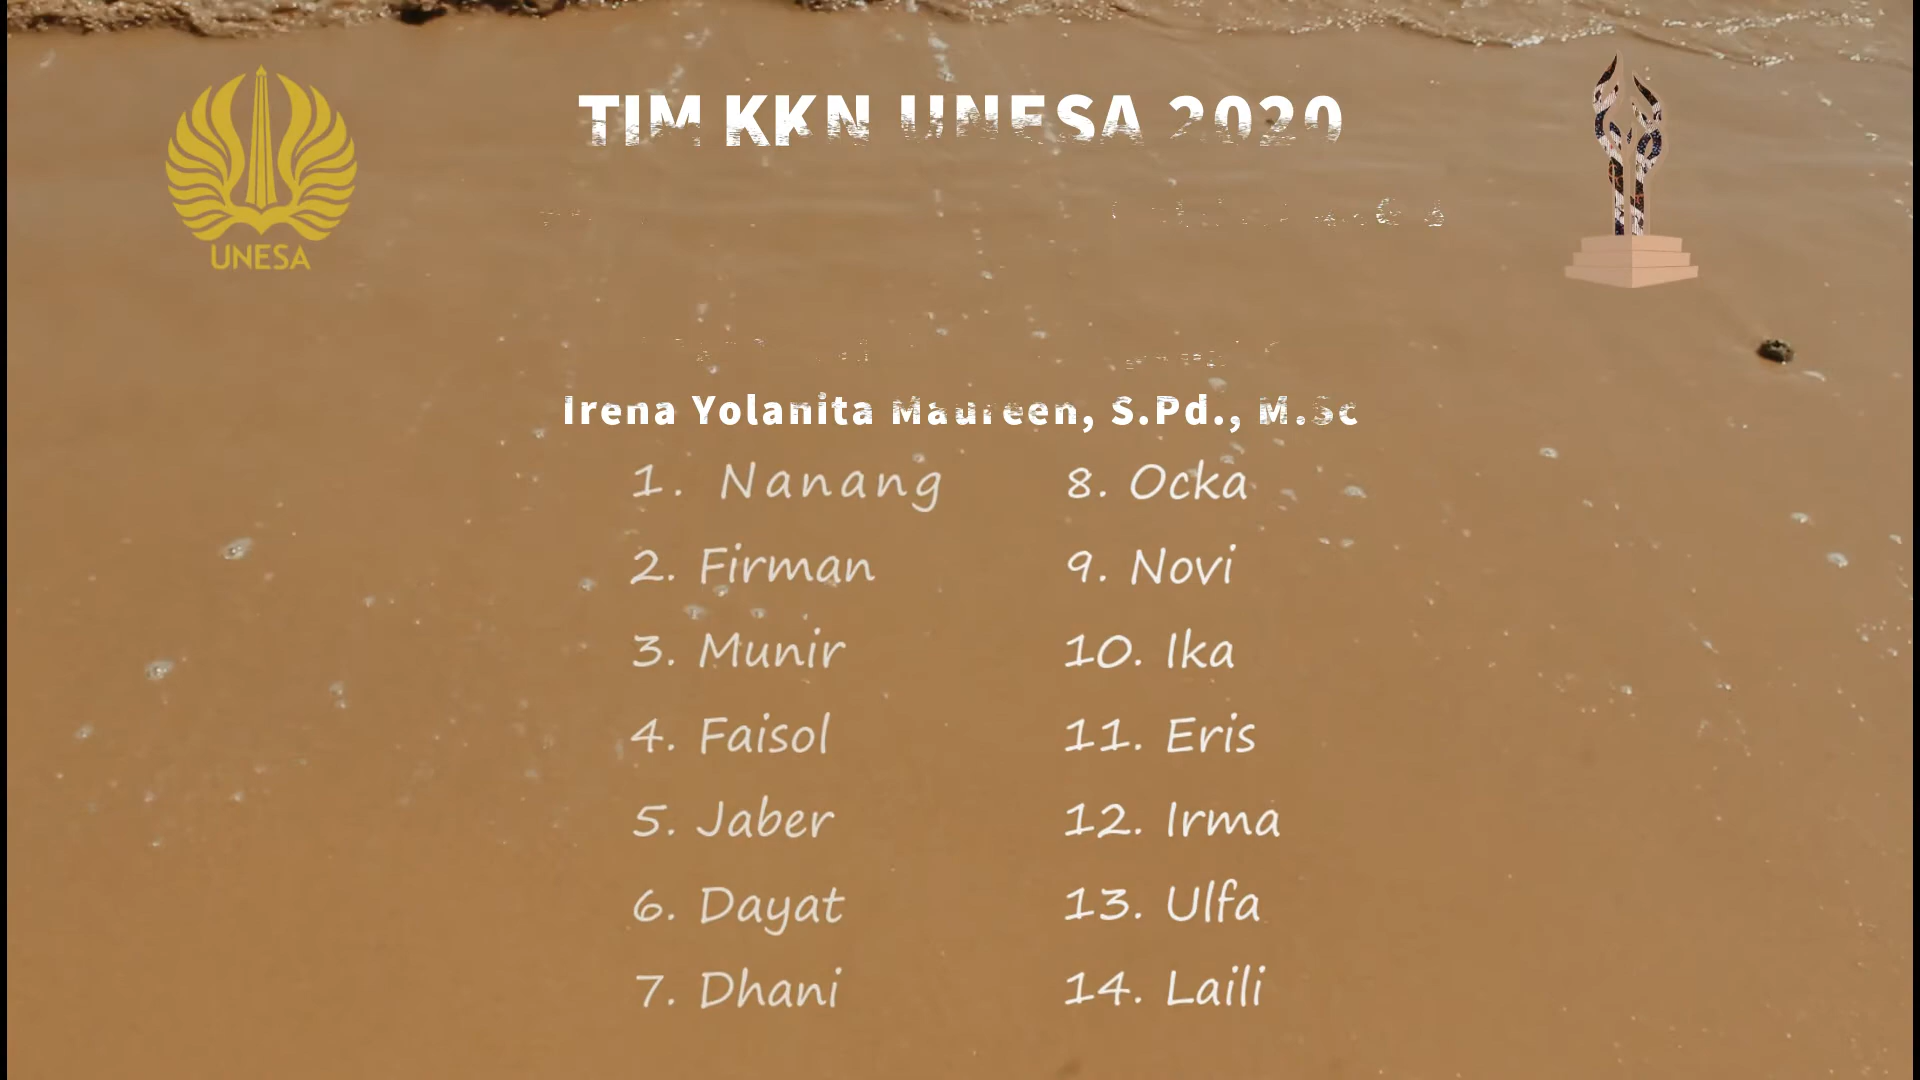 TIM KKN UNESA 2020
UNESA
Irena Yolanita Maureen, S.Pd., M.Sc
1. Nanang
2. Firman
3. Munir
4. Faisol
5. Jaber
6. Dayat
7. Dhani
8. Ocka
9. Novi
10. Ika
11. Eris
12. Irma
13. Ulfa
14. Laili